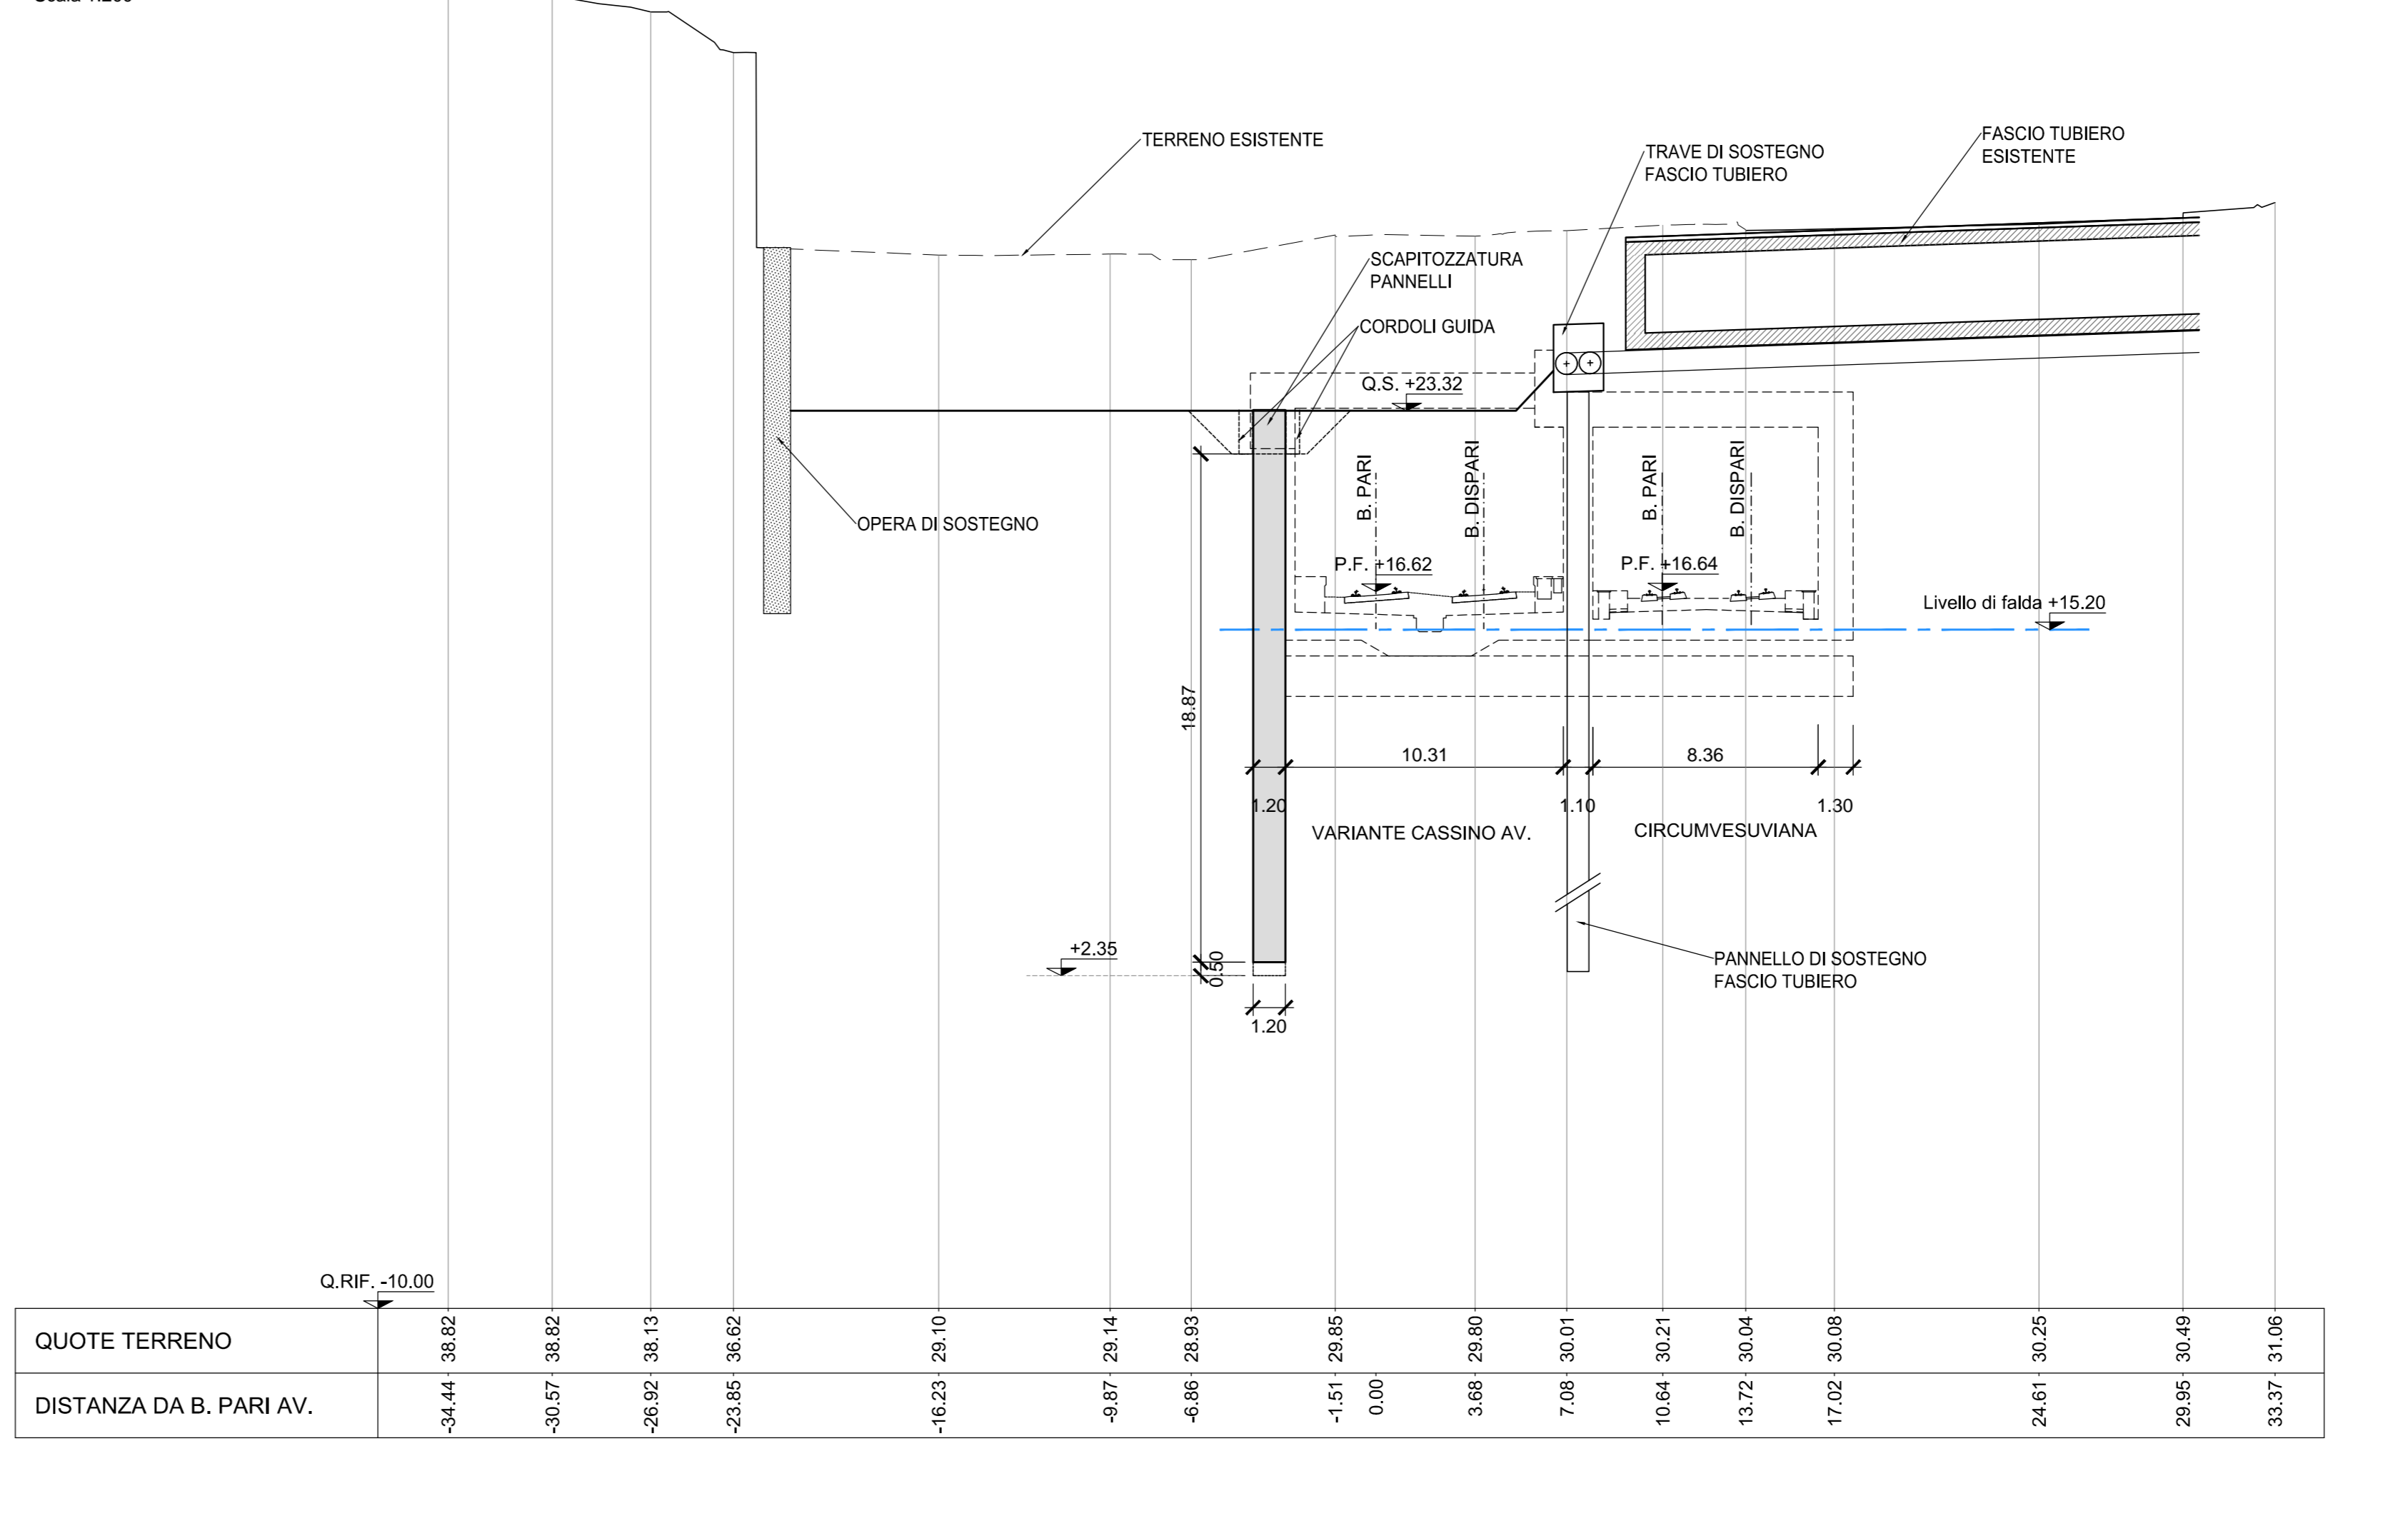 TERRENO ESISTENTE
TRAVE DI SOSTEGNO
FASCIO TUBIERO
FASCIO TUBIERO
ESISTENTE
SCAPITOZZATURA
PANNELLI
CORDOLI GUIDA
Q.S. +23.32
OPERA DI SOSTEGNO
B. PARI
B. DISPARI
B. PARI
B. DISPARI
P.F. +16.62
P.F. +16.64
Livello di falda +15.20
18.87
10.31
8.36
1.20
1.10
1.30
VARIANTE CASSINO AV.
CIRCUMVESUVIANA
+2.35
0.50
PANNELLO DI SOSTEGNO
FASCIO TUBIERO
1.20
Q.RIF. -10.00
QUOTE TERRENO 38.82 38.82 38.13 36.62 29.10 29.14 28.93 29.85 29.80 30.01 30.21 30.04 30.08 30.25 30.49 31.06
DISTANZA DA B. PARI AV. -34.44 -30.57 -26.92 -23.85 -16.23 -9.87 -6.86 -1.51 0.00 3.68 7.08 10.64 13.72 17.02 24.61 29.95 33.37